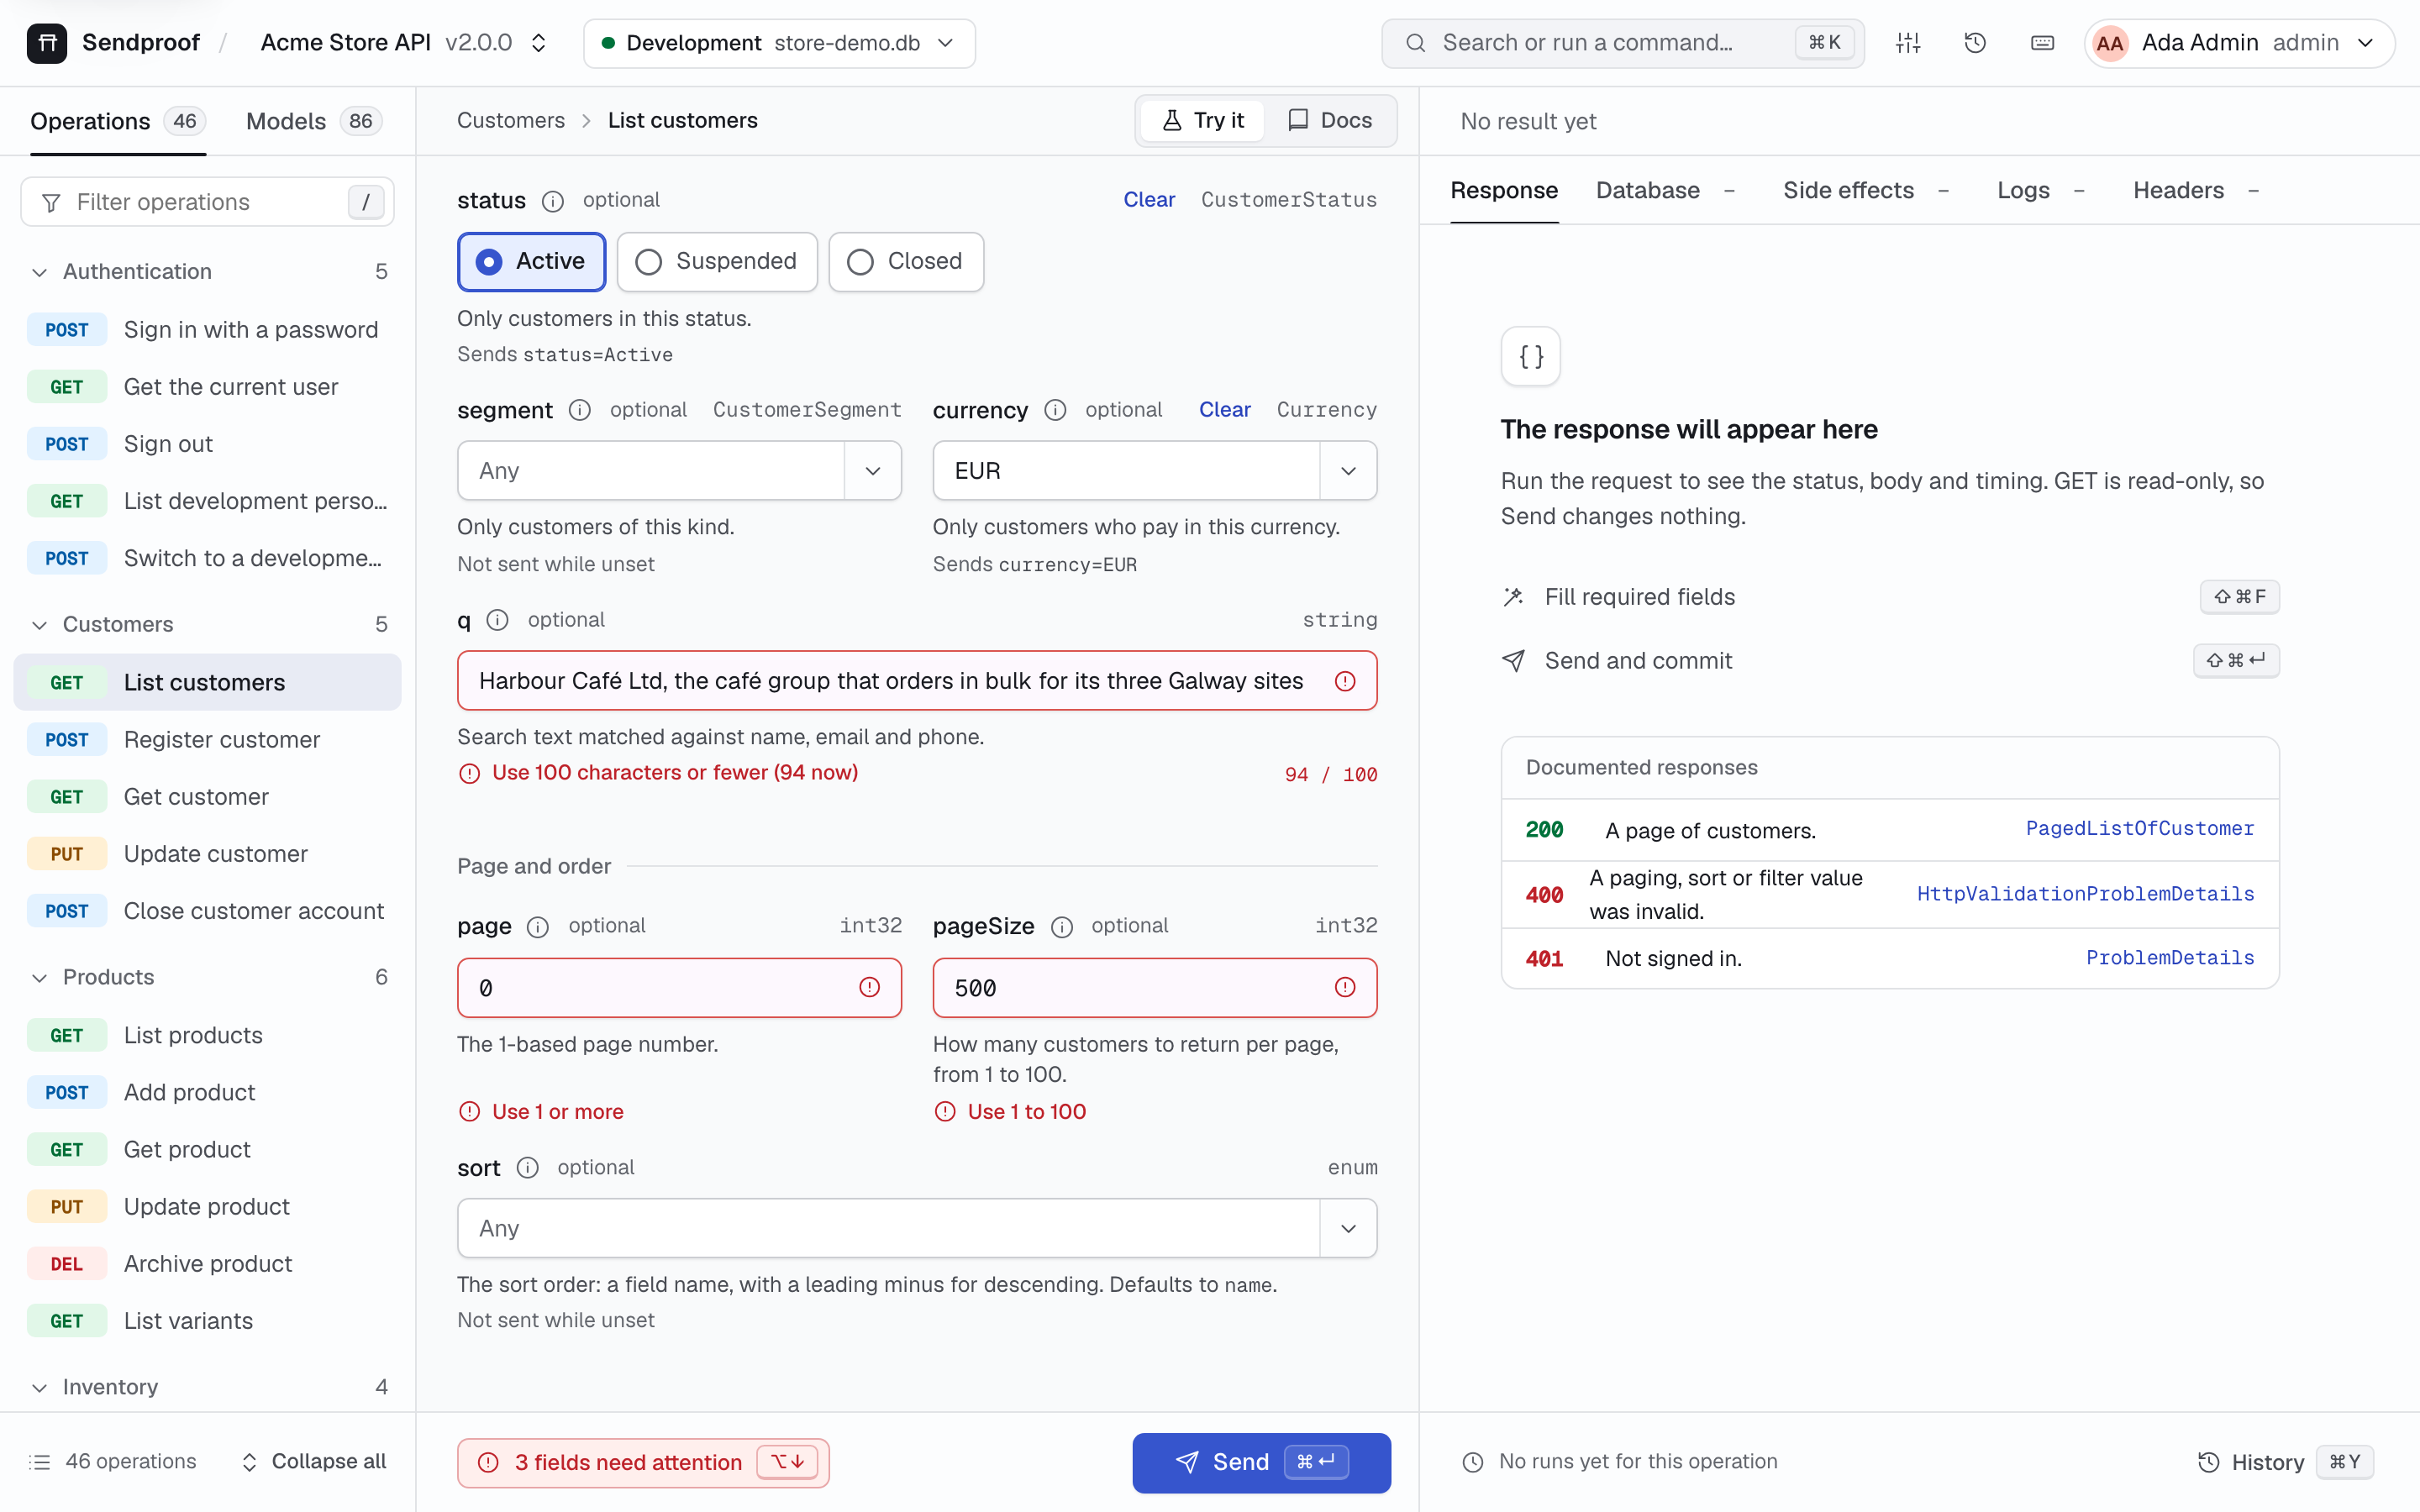 Sendproof / Acme Store API v2.0.0
Development store-demo.db
Search or run a command... ⌘K
AA Ada Admin admin
Operations 46 Models 86
Filter operations /
Authentication 5
POST Sign in with a password
GET Get the current user
POST Sign out
GET List development perso...
POST Switch to a developme...
Customers 5
GET List customers
POST Register customer
GET Get customer
PUT Update customer
POST Close customer account
Products 6
GET List products
POST Add product
GET Get product
PUT Update product
DEL Archive product
GET List variants
Inventory 4
46 operations Collapse all
Customers > List customers
Try it Docs
status optional Clear CustomerStatus
Active Suspended Closed
Only customers in this status.
Sends status=Active
segment optional CustomerSegment
Any
Only customers of this kind.
Not sent while unset
currency optional Clear Currency
EUR
Only customers who pay in this currency.
Sends currency=EUR
q optional string
Harbour Café Ltd, the café group that orders in bulk for its three Galway sites
Search text matched against name, email and phone.
Use 100 characters or fewer (94 now) 94 / 100
Page and order
page optional int32
0
The 1-based page number.
Use 1 or more
pageSize optional int32
500
How many customers to return per page,
from 1 to 100.
Use 1 to 100
sort optional enum
Any
The sort order: a field name, with a leading minus for descending. Defaults to name.
Not sent while unset
3 fields need attention ⌥↓
Send ⌘↵
No result yet
Response Database – Side effects – Logs – Headers –
{}
The response will appear here
Run the request to see the status, body and timing. GET is read-only, so
Send changes nothing.
Fill required fields ⇧⌘F
Send and commit ⇧⌘↵
Documented responses
200 A page of customers. PagedListOfCustomer
400 A paging, sort or filter value
was invalid. HttpValidationProblemDetails
401 Not signed in. ProblemDetails
No runs yet for this operation
History ⌘Y